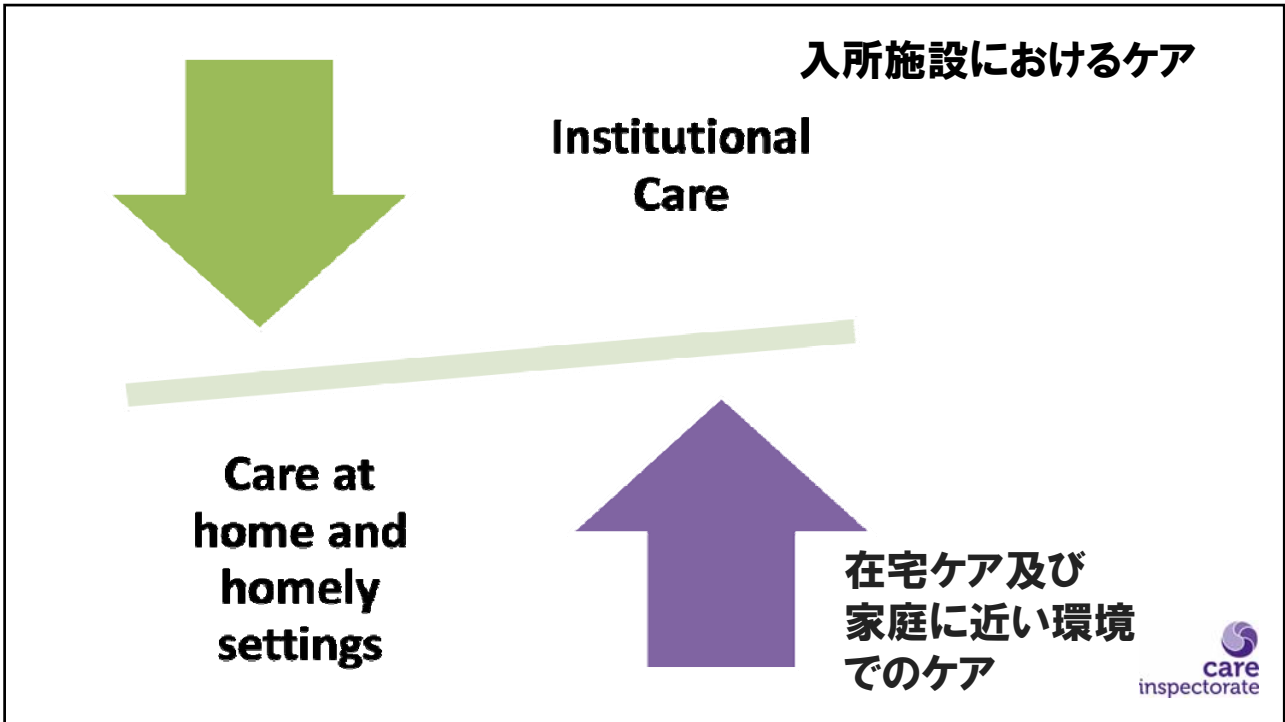 入所施設におけるケア
Institutional
Care
Care at
home and
homely
settings
在宅ケア及び
家庭に近い環境
でのケア
care
inspectorate